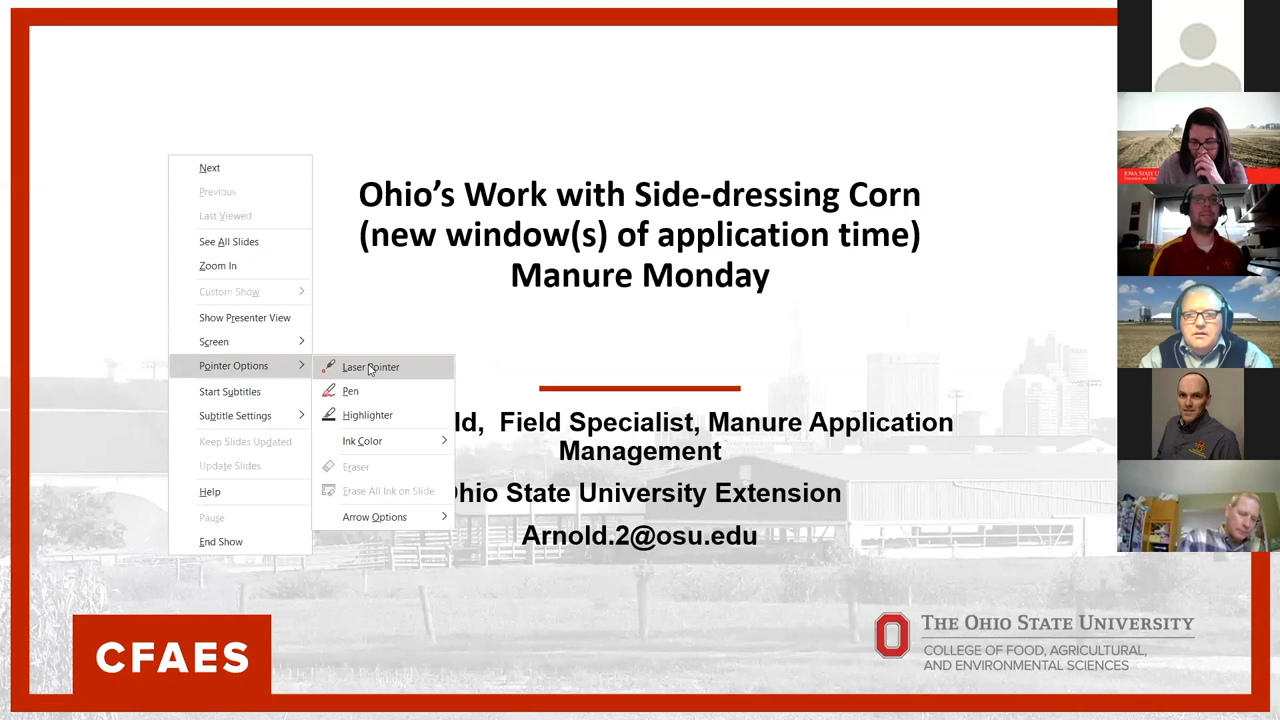 Ohio's Work with Side-dressing Corn
(new window(s) of application time)
Manure Monday
Next
Previous
Last Viewed
See All Slides
Zoom In
Custom Show
Show Presenter View
Screen
Pointer Options
Start Subtitles
Subtitle Settings
Keep Slides Updated
Update Slides
Help
Pause
End Show
Laser Pointer
Pen
Highlighter
Ink Color
Eraser
Erase All Ink on Slide
Arrow Options
ld, Field Specialist, Manure Application
Management
hio State University Extension
Arnold.2@osu.edu
CFAES
THE OHIO STATE UNIVERSITY
COLLEGE OF FOOD, AGRICULTURAL,
AND ENVIRONMENTAL SCIENCES
IOWA STATE U